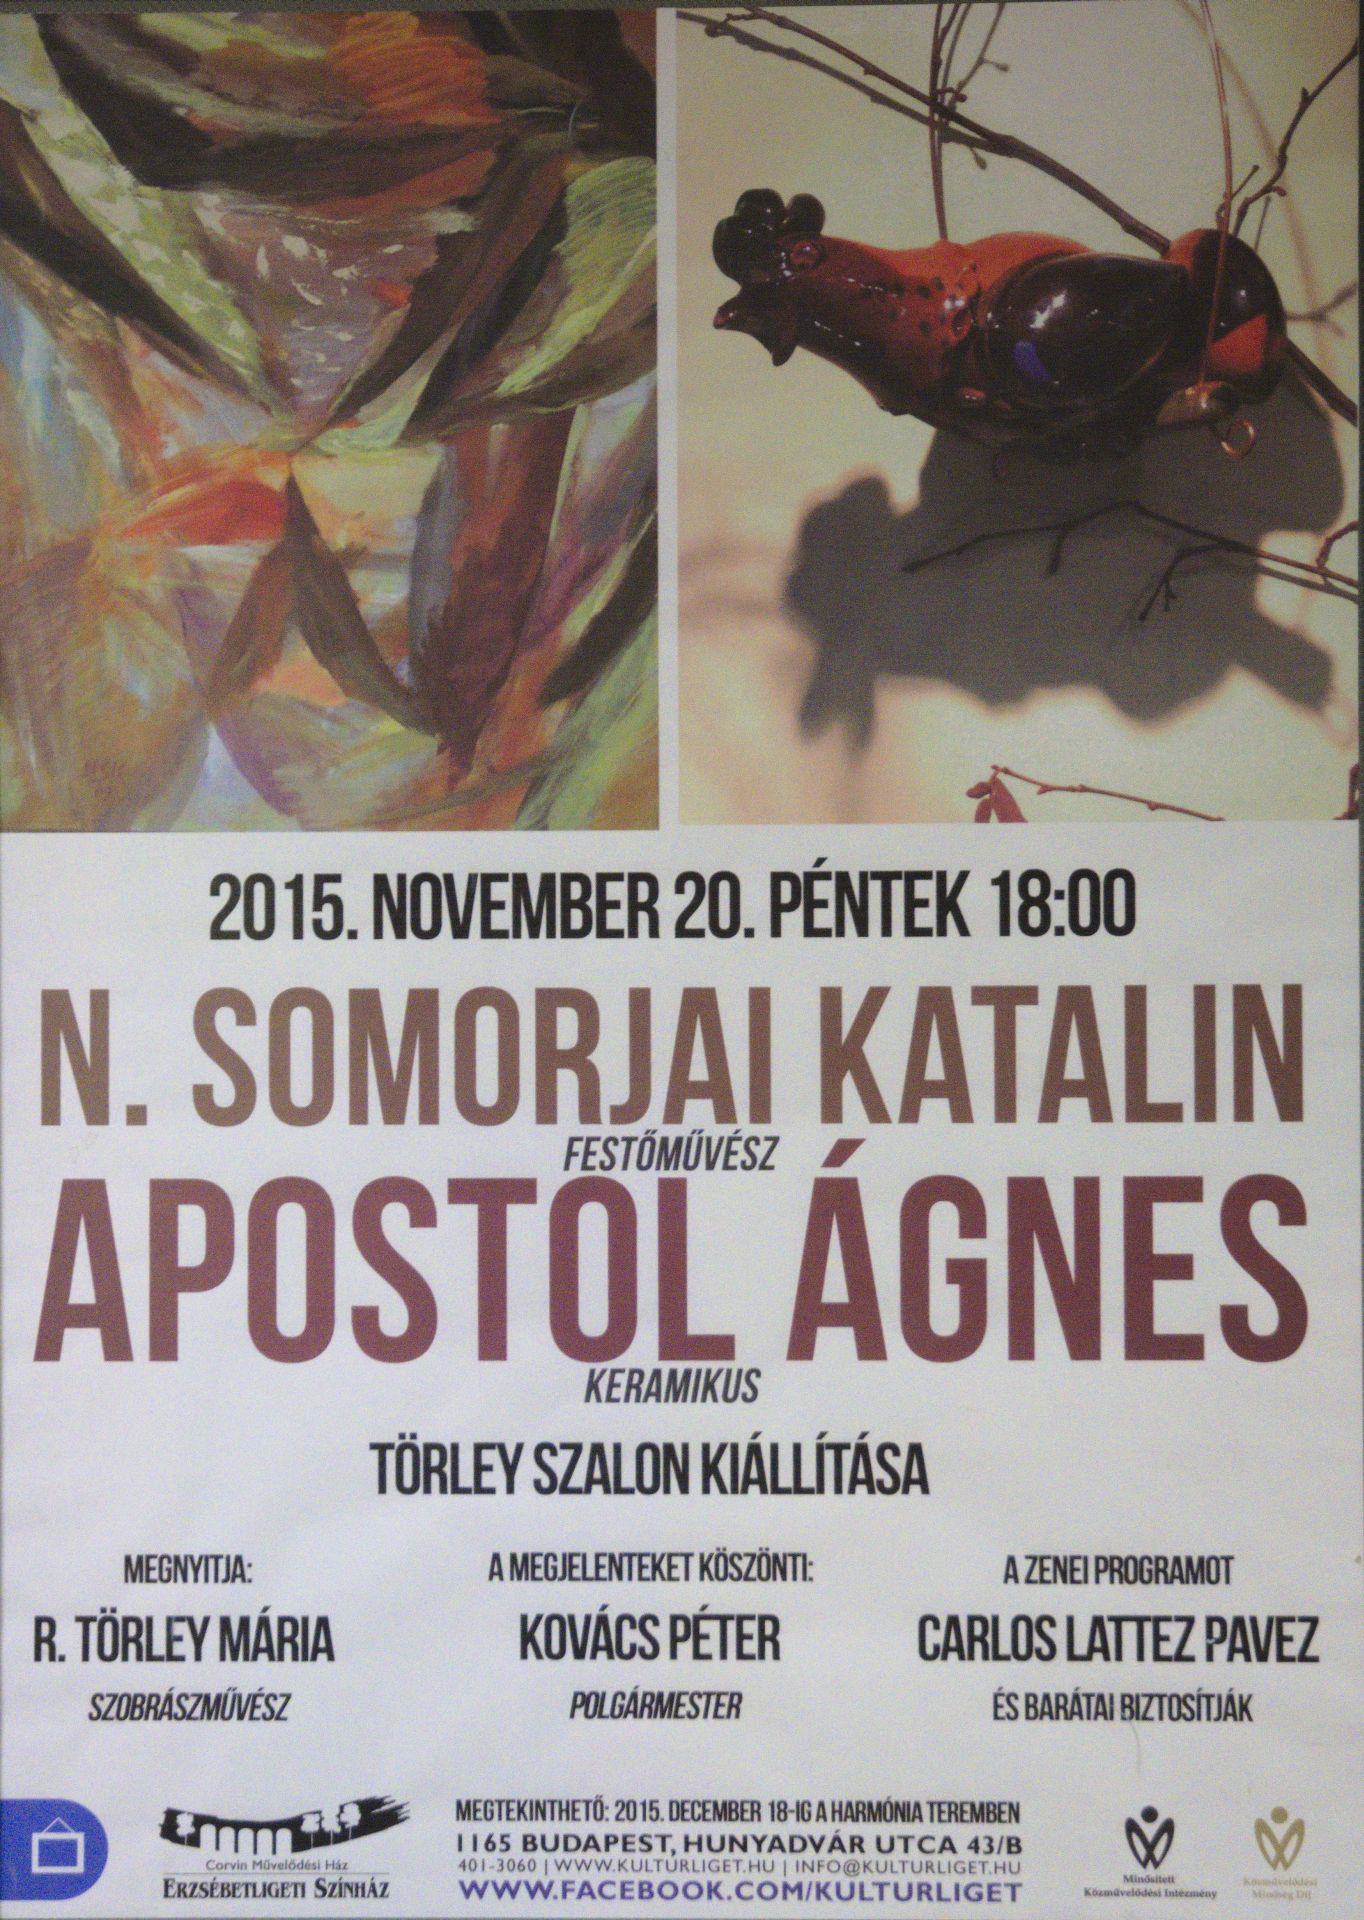 2015. NOVEMBER 20. PÉNTEK 18:00
N. SOMORJAI KATALIN
FESTŐMŰVÉSZ
APOSTOL ÁGNES
KERAMIKUS
TÖRLEY SZALON KIÁLLÍTÁSA
MEGNYITJA:
R. TÖRLEY MÁRIA
SZOBRÁSZMŰVÉSZ
A MEGJELENTEKET KÖSZÖNTI:
KOVÁCS PÉTER
POLGÁRMESTER
A ZENEI PROGRAMOT
CARLOS LATTEZ PAVEZ
ÉS BARÁTAI BIZTOSÍTJÁK
Corvin Művelődési Ház
ERZSÉBETLIGETI SZÍNHÁZ
MEGTEKINTHETŐ: 2015. DECEMBER 18-IG A HARMÓNIA TEREMBEN
1165 BUDAPEST, HUNYADVÁR UTCA 43/B
401-3060 | WWW.KULTURLIGET.HU | INFO@KULTURLIGET.HU
WWW.FACEBOOK.COM/KULTURLIGET
Minősített
Közművelődési Intézmény
Közművelődési
Minőség Díj